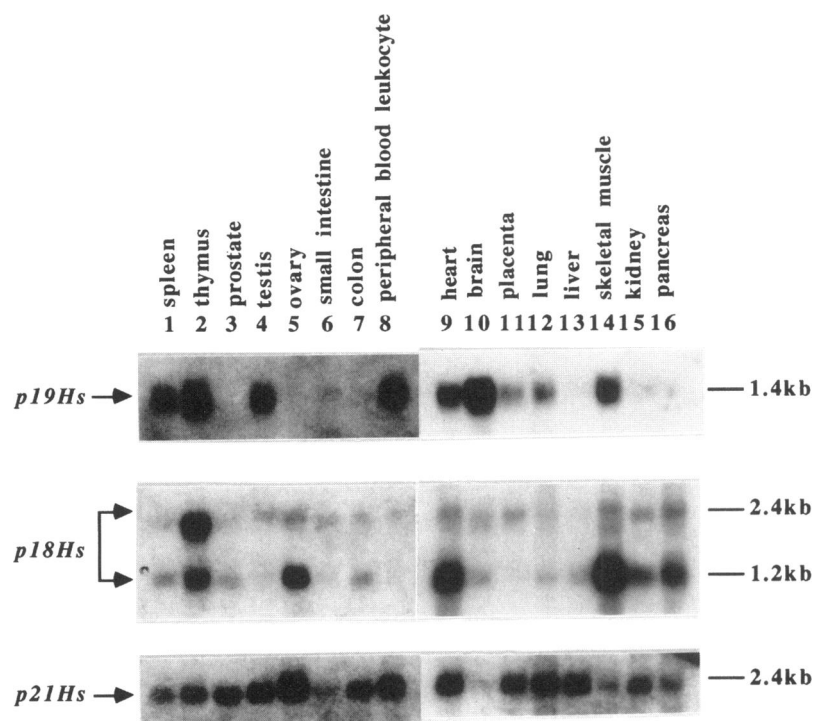 spleen
thymus
prostate
testis
ovary
small intestine
colon
peripheral blood leukocyte
heart
brain
placenta
lung
liver
skeletal muscle
kidney
pancreas
1 2 3 4 5 6 7 8 9 10 11 12 13 14 15 16
p19Hs 1.4kb
2.4kb
p18Hs
1.2kb
2.4kb
p21Hs